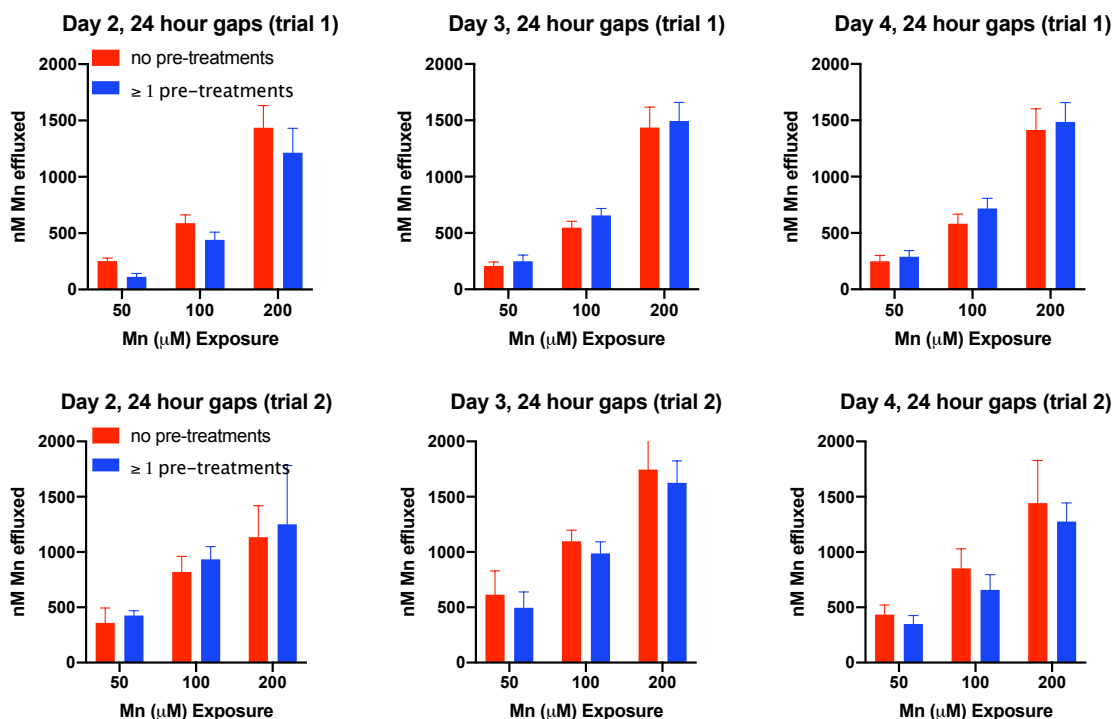 Day 2, 24 hour gaps (trial 1)
no pre-treatments
≥ 1 pre-treatments
2000
1500
1000
500
0
nM Mn effluxed
50 100 200
Mn (μM) Exposure
Day 3, 24 hour gaps (trial 1)
2000
1500
1000
500
0
nM Mn effluxed
50 100 200
Mn (μM) Exposure
Day 4, 24 hour gaps (trial 1)
2000
1500
1000
500
0
nM Mn effluxed
50 100 200
Mn (μM) Exposure
Day 2, 24 hour gaps (trial 2)
no pre-treatments
≥ 1 pre-treatments
2000
1500
1000
500
0
nM Mn effluxed
50 100 200
Mn (μM) Exposure
Day 3, 24 hour gaps (trial 2)
2000
1500
1000
500
0
nM Mn effluxed
50 100 200
Mn (μM) Exposure
Day 4, 24 hour gaps (trial 2)
2000
1500
1000
500
0
nM Mn effluxed
50 100 200
Mn (μM) Exposure